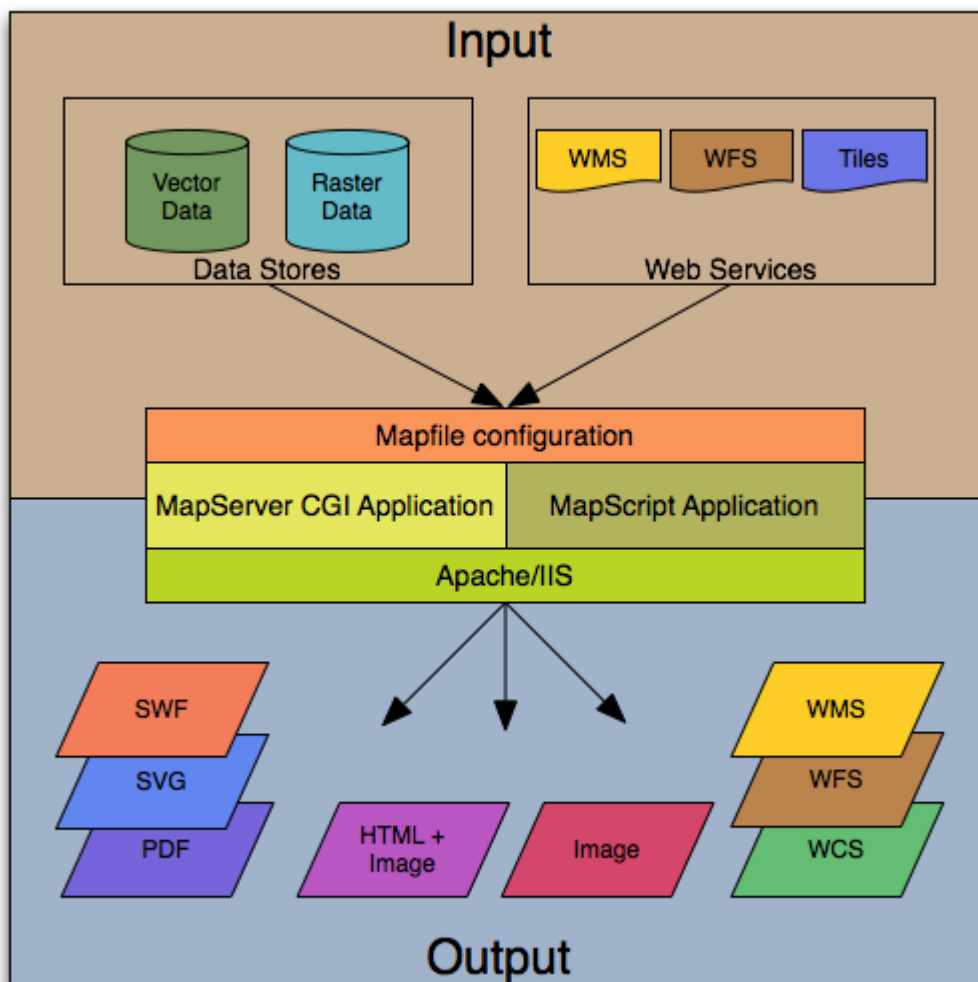 Input
Vector
Data
Raster
Data
Data Stores
WMS
WFS
Tiles
Web Services
Mapfile configuration
MapServer CGI Application
MapScript Application
Apache/IIS
SWF
SVG
PDF
HTML +
Image
Image
WMS
WFS
WCS
Output